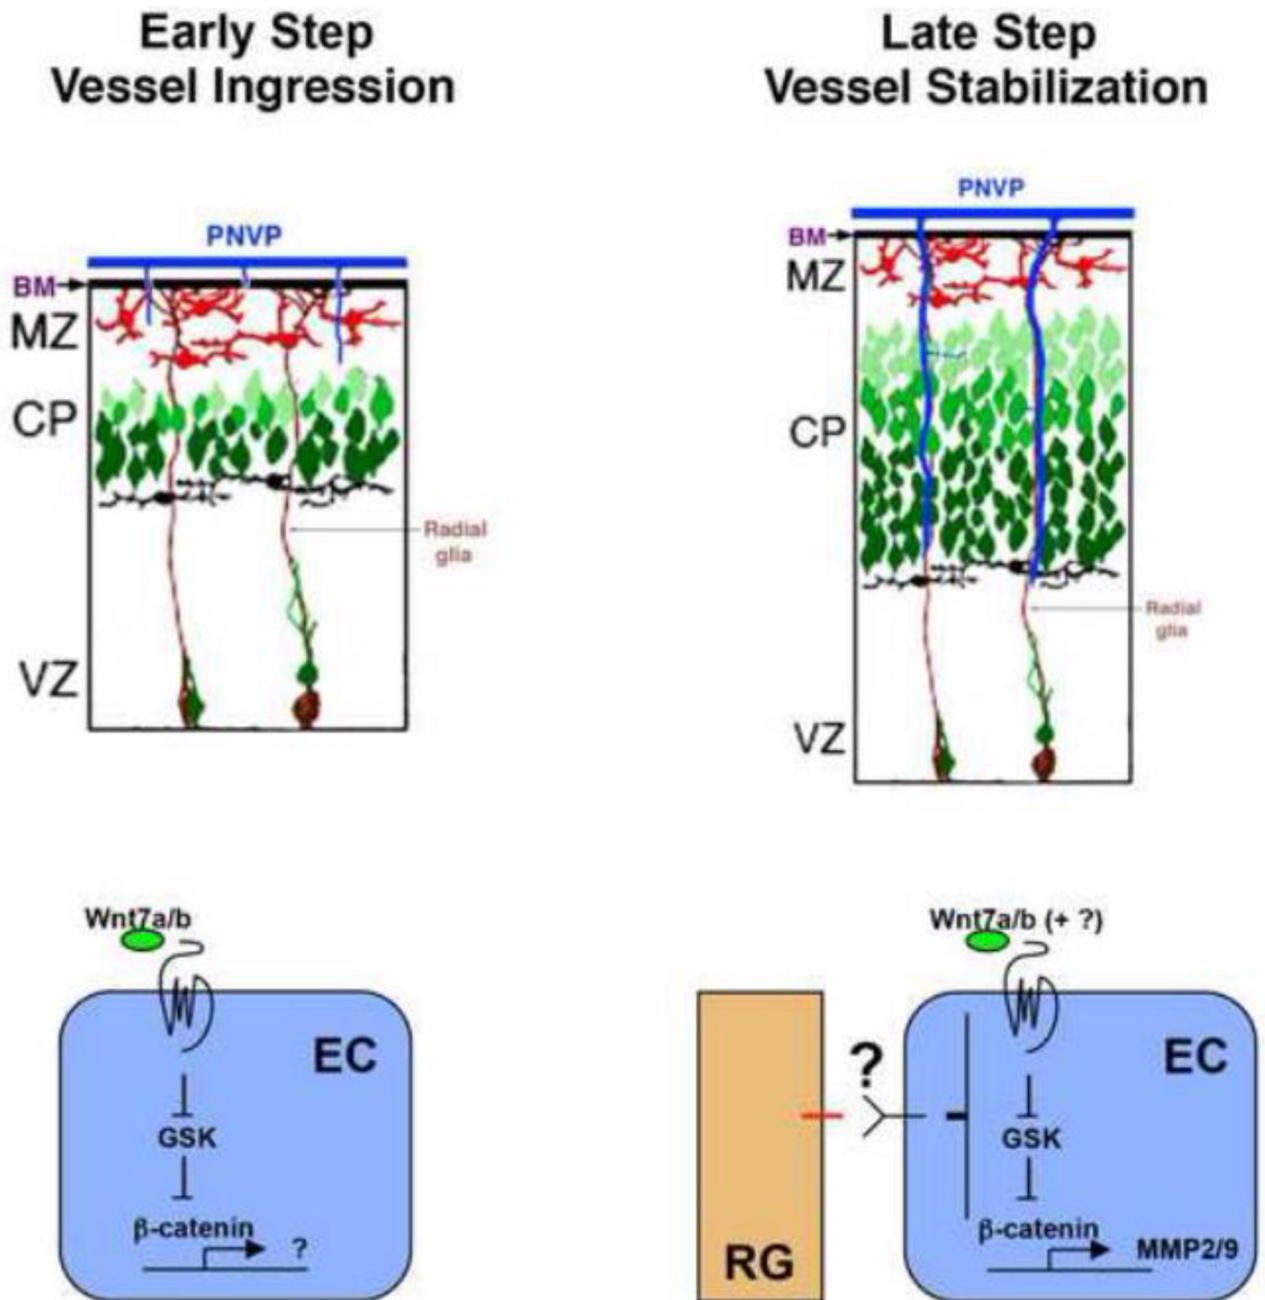 Early Step
Vessel Ingression
PNVP
BM
MZ
CP
Radial
glia
VZ
Wnt7a/b
EC
GSK
β-catenin
?
Late Step
Vessel Stabilization
PNVP
BM
MZ
CP
Radial
glia
VZ
Wnt7a/b (+ ?)
?
EC
GSK
β-catenin
MMP2/9
RG